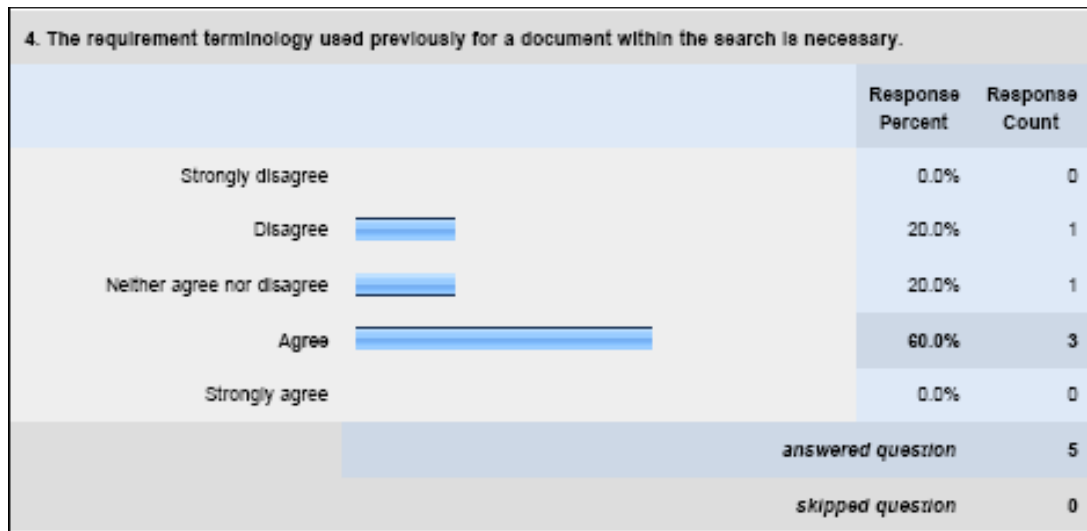 4. The requirement terminology used previously for a document within the search is necessary.
Response Percent Response Count
Strongly disagree 0.0% 0
Disagree 20.0% 1
Neither agree nor disagree 20.0% 1
Agree 60.0% 3
Strongly agree 0.0% 0
answered question 5
skipped question 0